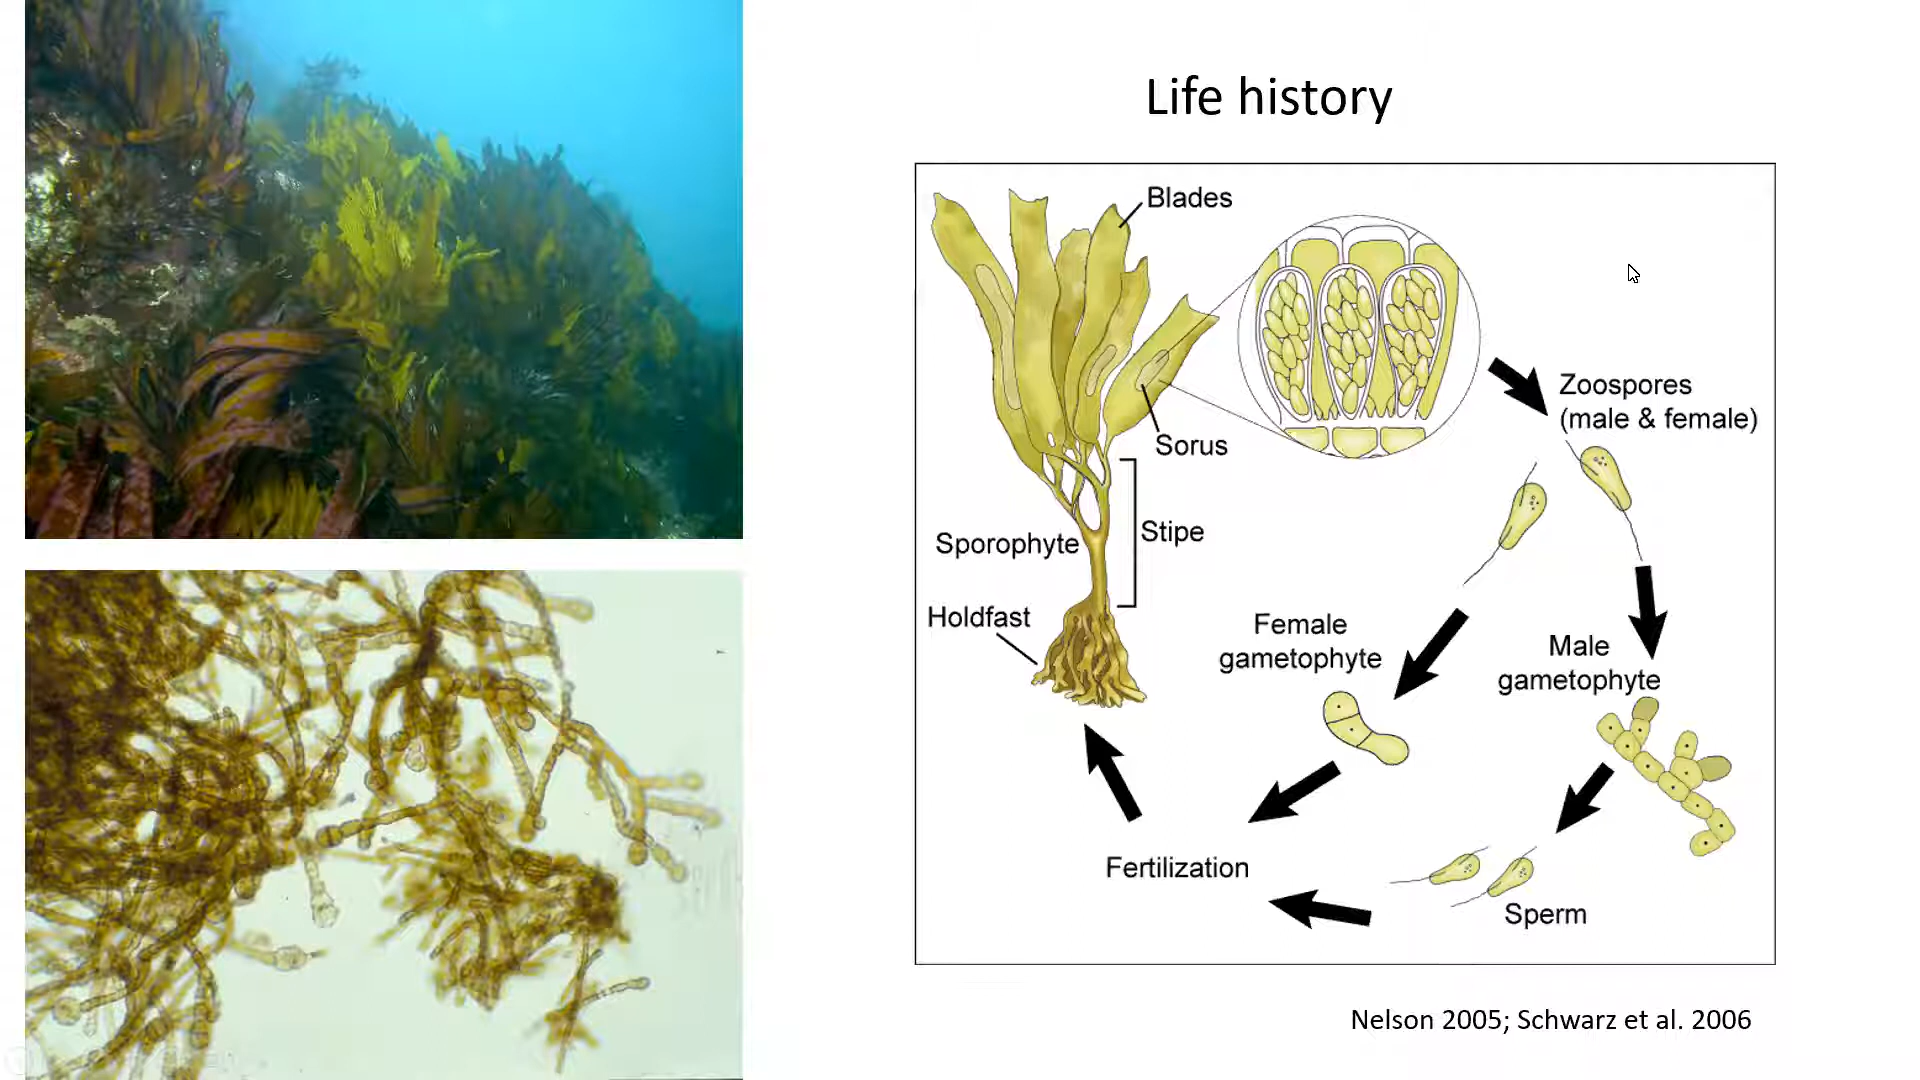 Life history
Blades
Sorus
Zoospores
(male & female)
Sporophyte
Stipe
Holdfast
Female
gametophyte
Male
gametophyte
Fertilization
Sperm
Nelson 2005; Schwarz et al. 2006